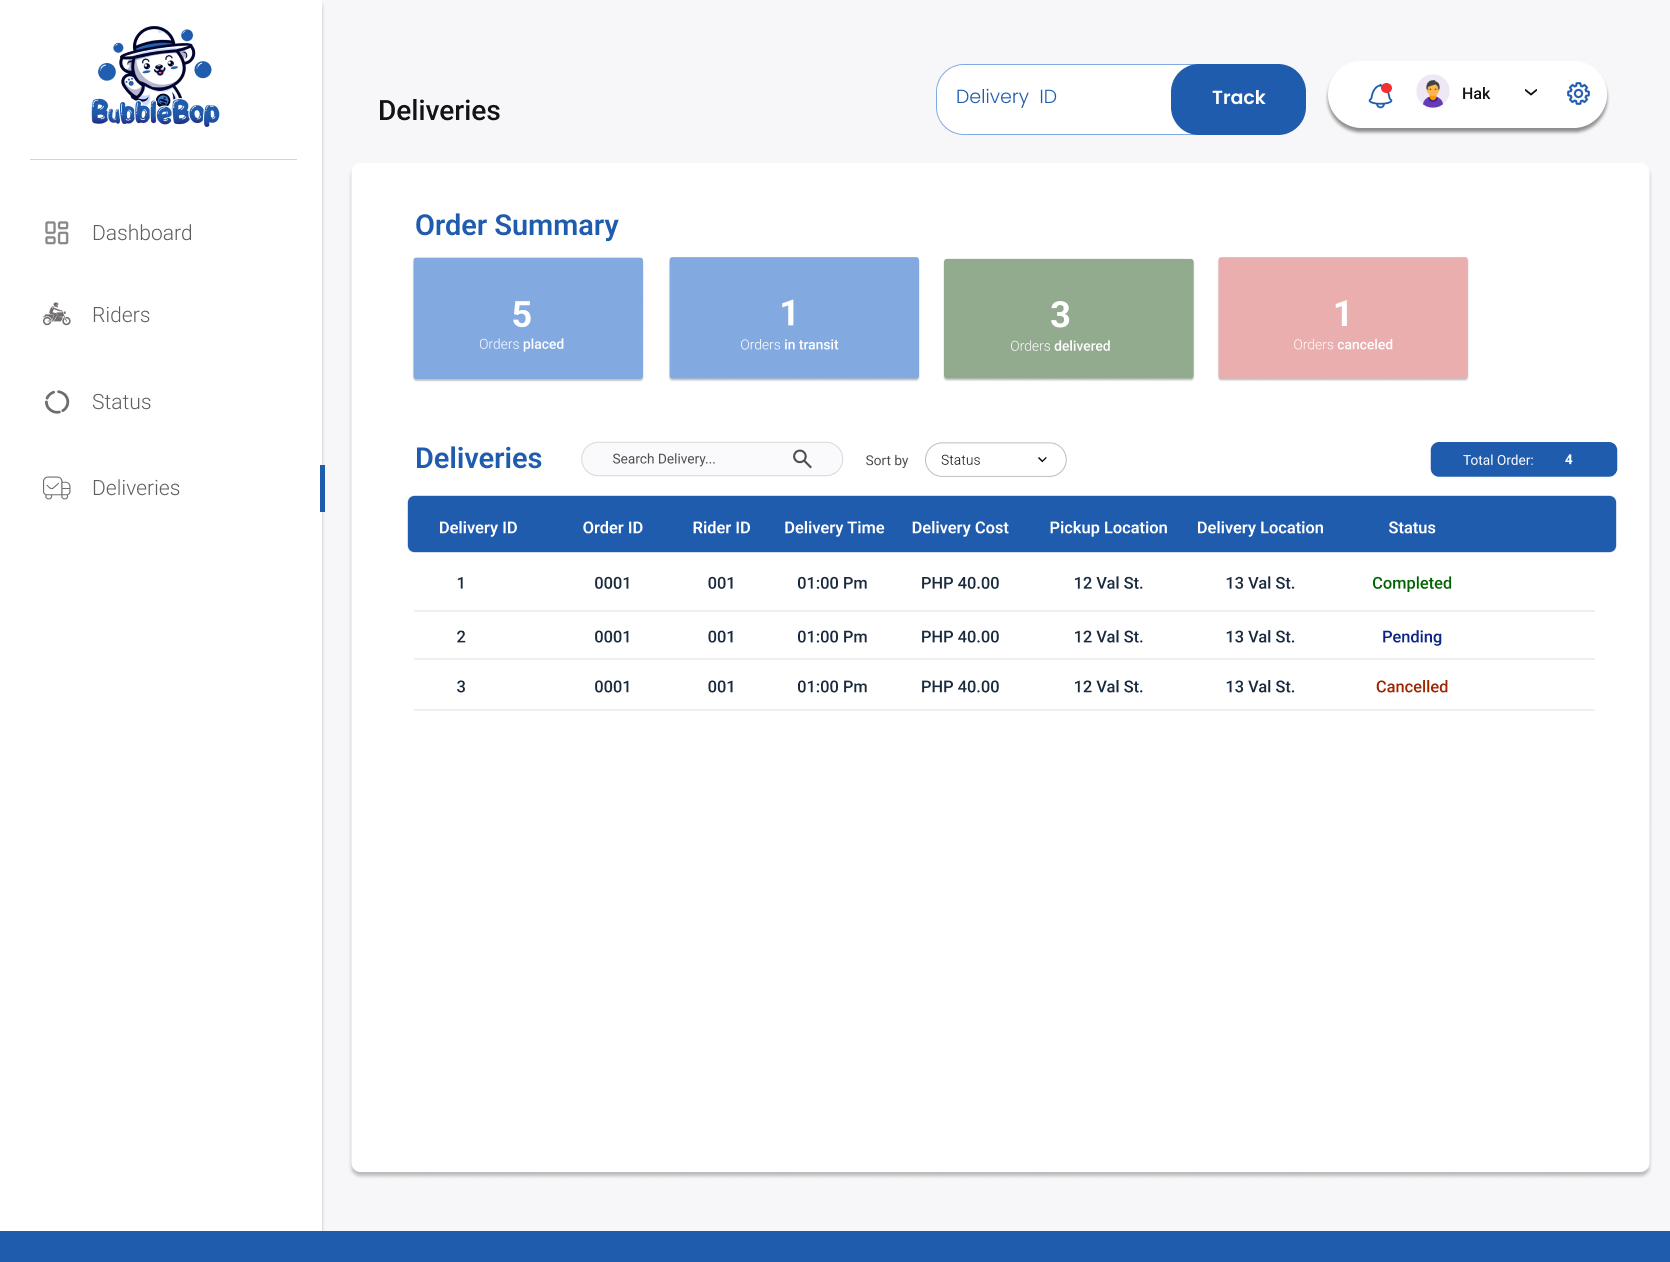 BubbleBop
Dashboard
Riders
Status
Deliveries
Deliveries
Delivery ID
Track
Hak
Order Summary
5
Orders placed
1
Orders in transit
3
Orders delivered
1
Orders canceled
Deliveries
Search Delivery...
Sort by
Status
Total Order: 4
Delivery ID Order ID Rider ID Delivery Time Delivery Cost Pickup Location Delivery Location Status
1 0001 001 01:00 Pm PHP 40.00 12 Val St. 13 Val St. Completed
2 0001 001 01:00 Pm PHP 40.00 12 Val St. 13 Val St. Pending
3 0001 001 01:00 Pm PHP 40.00 12 Val St. 13 Val St. Cancelled